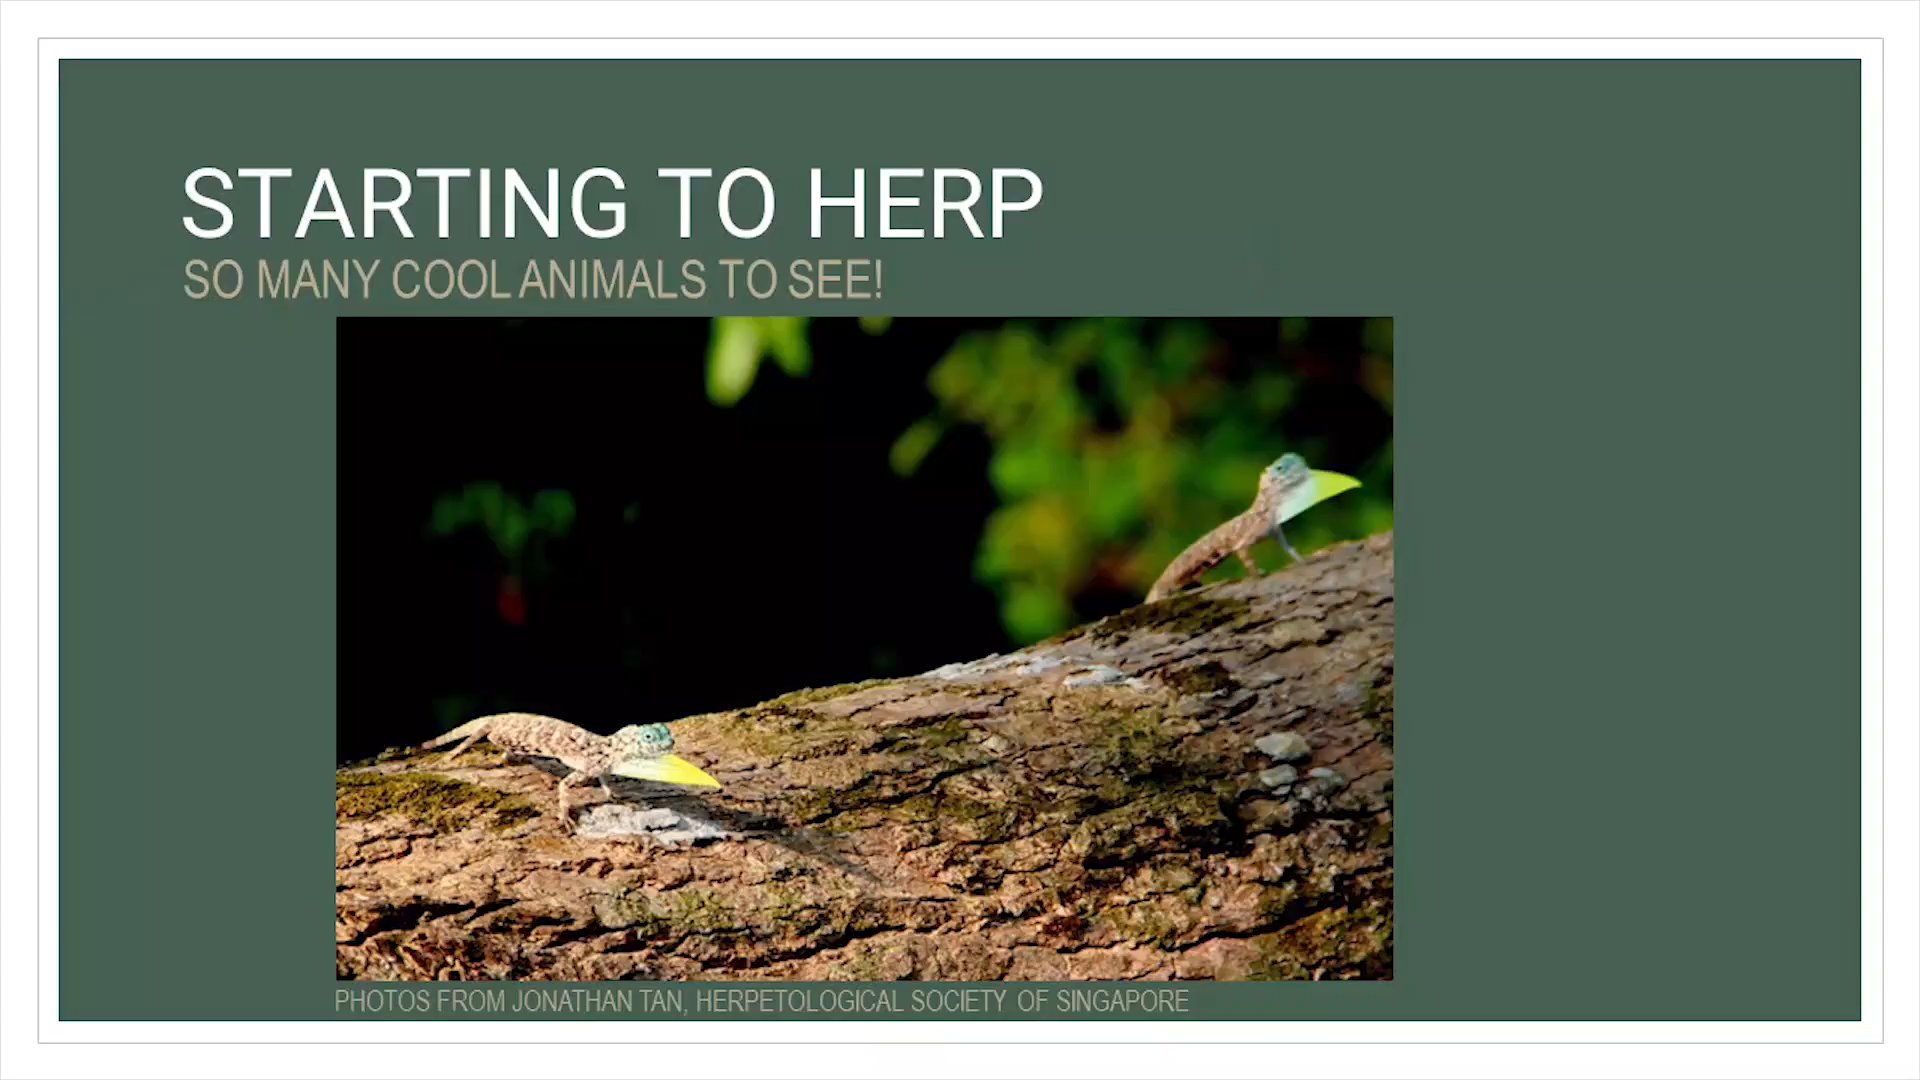 STARTING TO HERP
SO MANY COOL ANIMALS TO SEE!
PHOTOS FROM JONATHAN TAN, HERPETOLOGICAL SOCIETY OF SINGAPORE